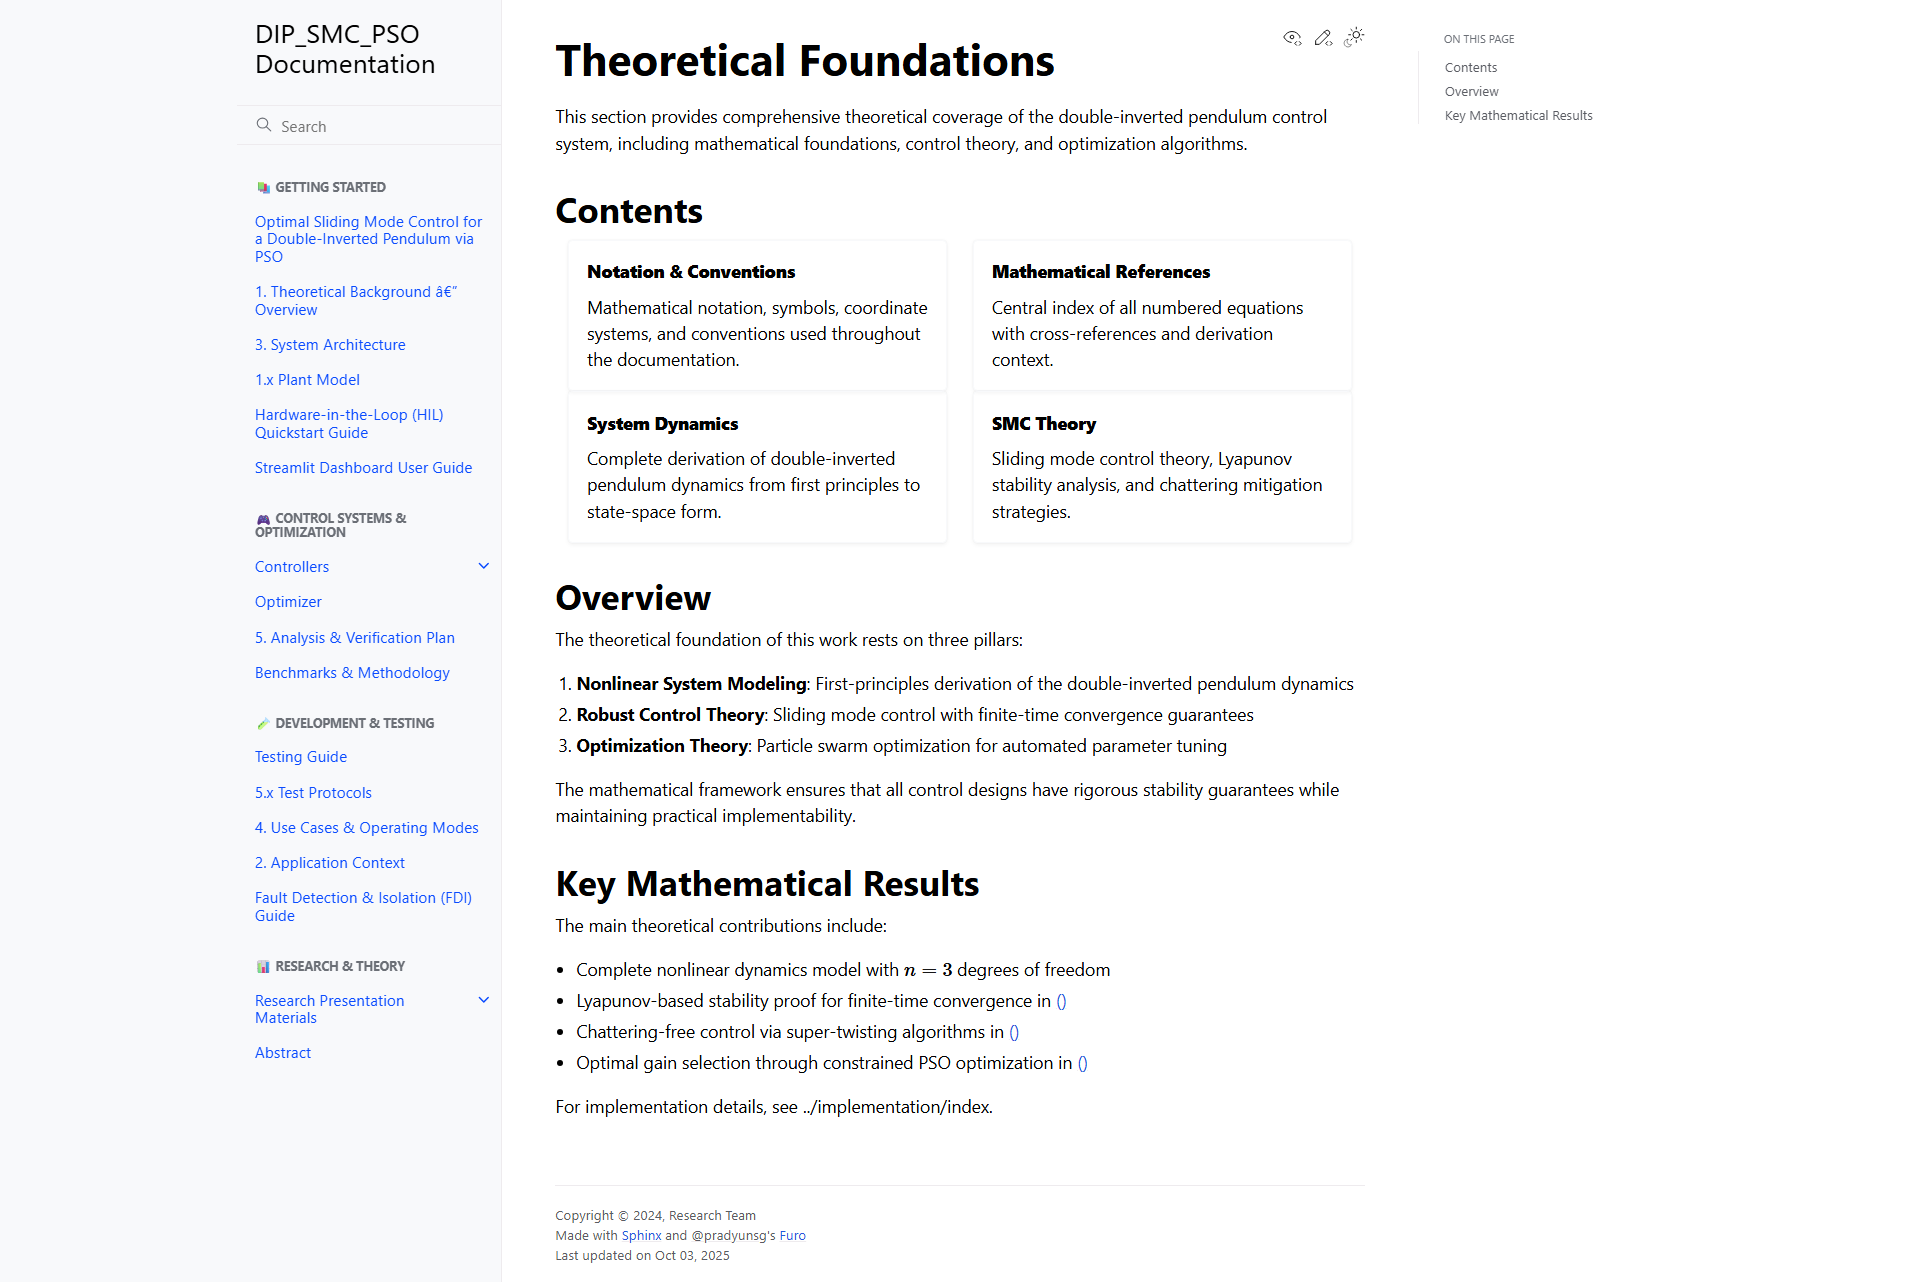 DIP_SMC_PSO
Documentation
Search
GETTING STARTED
Optimal Sliding Mode Control for
a Double-Inverted Pendulum via
PSO
1. Theoretical Background â€”
Overview
3. System Architecture
1.x Plant Model
Hardware-in-the-Loop (HIL)
Quickstart Guide
Streamlit Dashboard User Guide
CONTROL SYSTEMS &
OPTIMIZATION
Controllers
Optimizer
5. Analysis & Verification Plan
Benchmarks & Methodology
DEVELOPMENT & TESTING
Testing Guide
5.x Test Protocols
4. Use Cases & Operating Modes
2. Application Context
Fault Detection & Isolation (FDI)
Guide
RESEARCH & THEORY
Research Presentation
Materials
Abstract
Theoretical Foundations
This section provides comprehensive theoretical coverage of the double-inverted pendulum control
system, including mathematical foundations, control theory, and optimization algorithms.
Contents
Notation & Conventions
Mathematical notation, symbols, coordinate
systems, and conventions used throughout
the documentation.
Mathematical References
Central index of all numbered equations
with cross-references and derivation
context.
System Dynamics
Complete derivation of double-inverted
pendulum dynamics from first principles to
state-space form.
SMC Theory
Sliding mode control theory, Lyapunov
stability analysis, and chattering mitigation
strategies.
Overview
The theoretical foundation of this work rests on three pillars:
1. Nonlinear System Modeling: First-principles derivation of the double-inverted pendulum dynamics
2. Robust Control Theory: Sliding mode control with finite-time convergence guarantees
3. Optimization Theory: Particle swarm optimization for automated parameter tuning
The mathematical framework ensures that all control designs have rigorous stability guarantees while
maintaining practical implementability.
Key Mathematical Results
The main theoretical contributions include:
• Complete nonlinear dynamics model with n = 3 degrees of freedom
• Lyapunov-based stability proof for finite-time convergence in ()
• Chattering-free control via super-twisting algorithms in ()
• Optimal gain selection through constrained PSO optimization in ()
For implementation details, see ../implementation/index.
Copyright © 2024, Research Team
Made with Sphinx and @pradyunsg's Furo
Last updated on Oct 03, 2025
ON THIS PAGE
Contents
Overview
Key Mathematical Results